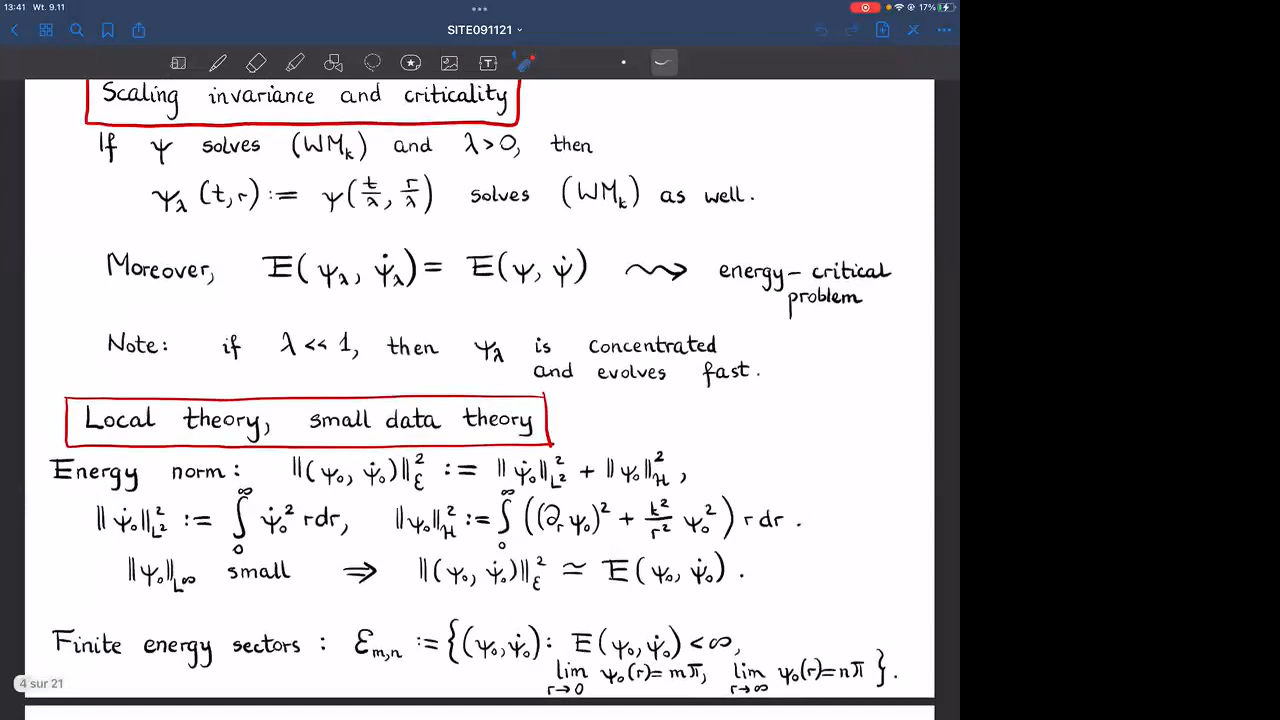 13:41 Wt. 9.11 17%
SITE091121
Scaling invariance and criticality
If ψ solves (WM_k) and λ>0, then
ψ_λ (t,r) := ψ(t/λ, r/λ) solves (WM_k) as well.
Moreover, E(ψ_λ, ψ̇_λ) = E(ψ, ψ̇) ⇝ energy-critical
problem
Note: if λ << 1, then ψ_λ is concentrated
and evolves fast.
Local theory, small data theory
Energy norm: ‖(ψ₀, ψ̇₀)‖²_ℰ := ‖ψ̇₀‖²_L² + ‖ψ₀‖²_H,
‖ψ̇₀‖²_L² := ∫₀^∞ ψ̇₀² r dr, ‖ψ₀‖²_H := ∫₀^∞ ((∂_r ψ₀)² + k²/r² ψ₀²) r dr.
‖ψ₀‖_L∞ small ⇒ ‖(ψ₀, ψ̇₀)‖²_ℰ ≃ E(ψ₀, ψ̇₀).
Finite energy sectors: ℰ_m,n := {(ψ₀, ψ̇₀): E(ψ₀, ψ̇₀) < ∞,
lim_{r→0} ψ₀(r) = mπ, lim_{r→∞} ψ₀(r) = nπ}.
4 sur 21